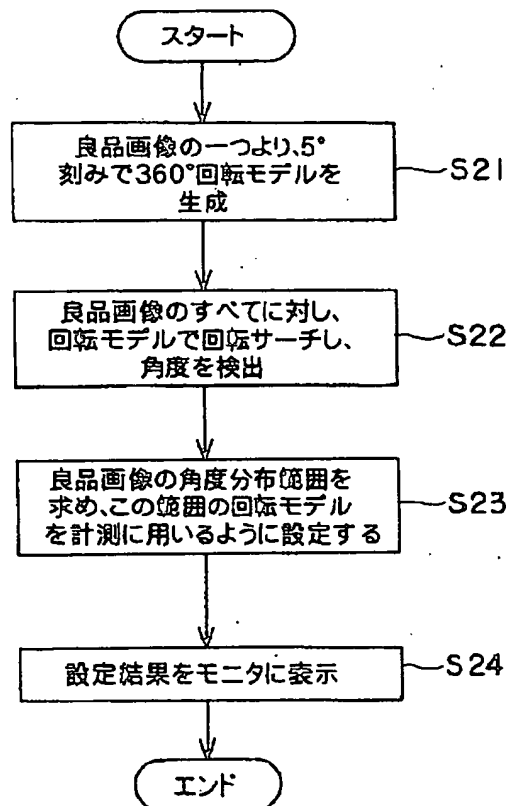 スタート
良品画像の一つより、5°
刻みで360°回転モデルを
生成
S21
良品画像のすべてに対し、
回転モデルで回転サーチし、
角度を検出
S22
良品画像の角度分布範囲を
求め、この範囲の回転モデル
を計測に用いるように設定する
S23
設定結果をモニタに表示
S24
エンド